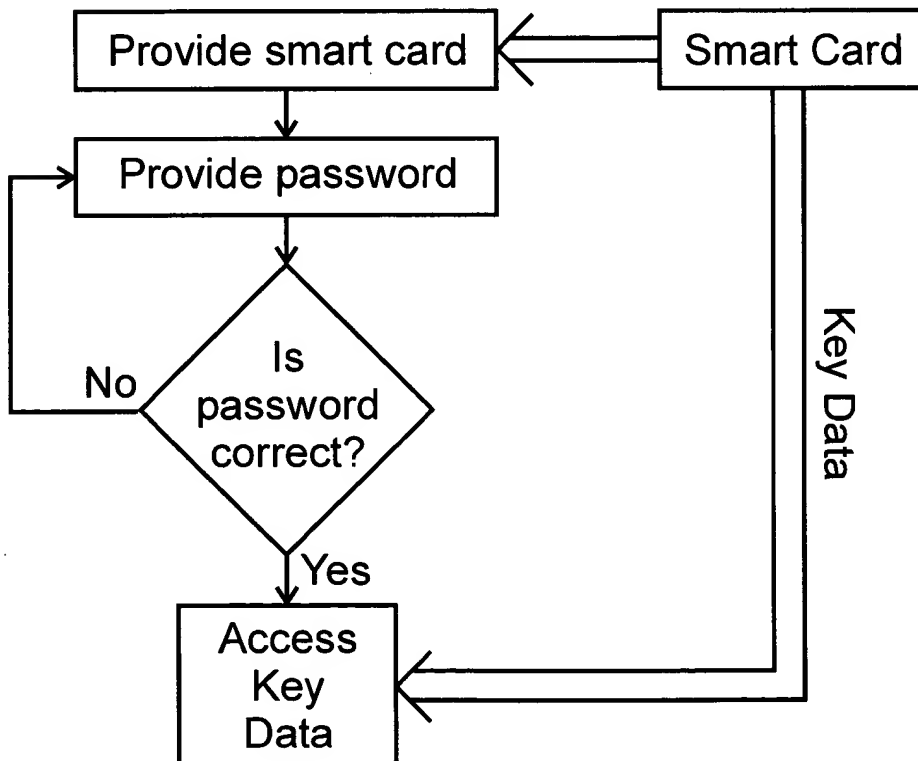 Provide smart card
Smart Card
Provide password
Is
password
correct?
No
Key Data
Yes
Access
Key
Data